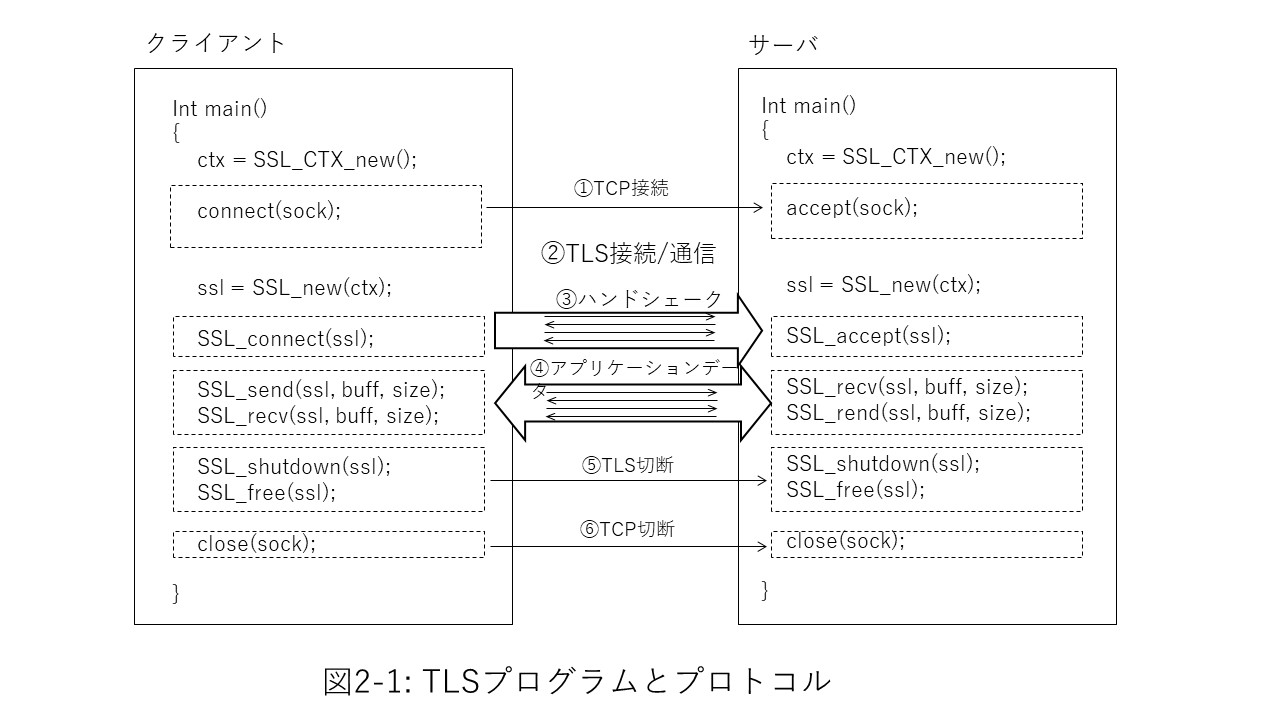 クライアント
Int main()
{
ctx = SSL_CTX_new();
connect(sock);
ssl = SSL_new(ctx);
SSL_connect(ssl);
SSL_send(ssl, buff, size);
SSL_recv(ssl, buff, size);
SSL_shutdown(ssl);
SSL_free(ssl);
close(sock);
}
①TCP接続
②TLS接続/通信
③ハンドシェーク
④アプリケーションデー
タ
⑤TLS切断
⑥TCP切断
サーバ
Int main()
{
ctx = SSL_CTX_new();
accept(sock);
ssl = SSL_new(ctx);
SSL_accept(ssl);
SSL_recv(ssl, buff, size);
SSL_rend(ssl, buff, size);
SSL_shutdown(ssl);
SSL_free(ssl);
close(sock);
}
図2-1: TLSプログラムとプロトコル